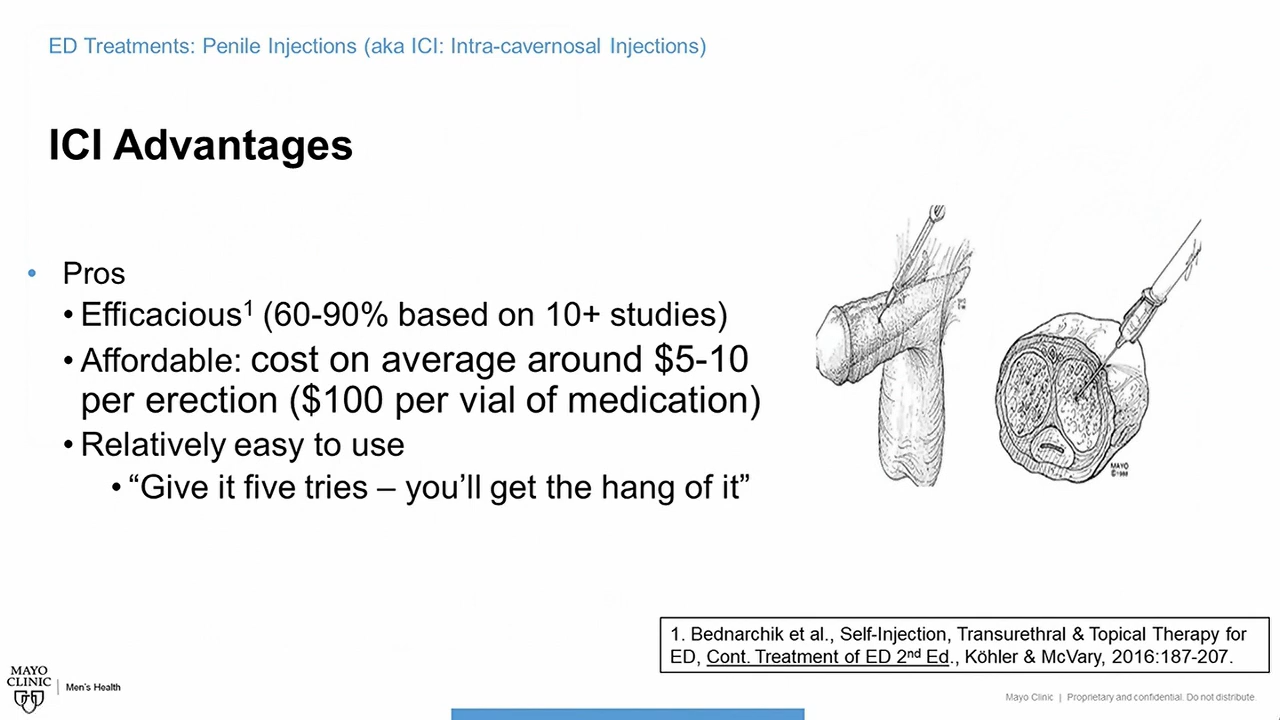 ED Treatments: Penile Injections (aka ICI: Intra-cavernosal Injections)
ICI Advantages
• Pros
• Efficacious1 (60-90% based on 10+ studies)
• Affordable: cost on average around $5-10
per erection ($100 per vial of medication)
• Relatively easy to use
• “Give it five tries – you’ll get the hang of it”
MAYO
©1988
1. Bednarchik et al., Self-Injection, Transurethral & Topical Therapy for
ED, Cont. Treatment of ED 2nd Ed., Köhler & McVary, 2016:187-207.
MAYO
CLINIC
Men’s Health
Mayo Clinic | Proprietary and confidential. Do not distribute.